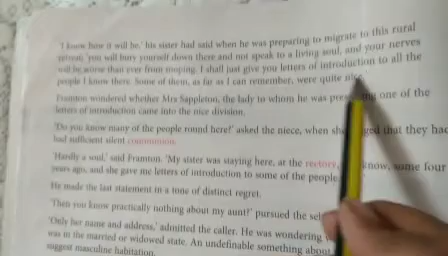 'I know how it will be,' his sister had said when he was preparing to migrate to this rural
retreat; 'you will bury yourself down there and not speak to a living soul, and your nerves
will be worse than ever from moping. I shall just give you letters of introduction to all the
people I know there. Some of them, as far as I can remember, were quite nice.
Framton wondered whether Mrs Sappleton, the lady to whom he was one of the
letters of introduction came into the nice division.
'Do you know many of the people round here?' asked the niece, when she that they had
had sufficient silent communion.
'Hardly a soul,' said Framton. 'My sister was staying here, at the rectory, know, some four
years ago, and she gave me letters of introduction to some of the people
He made the last statement in a tone of distinct regret.
'Then you know practically nothing about my aunt?' pursued the
'Only her name and address,' admitted the caller. He was wondering
was in the married or widowed state. An undefinable something about
suggest masculine habitation.